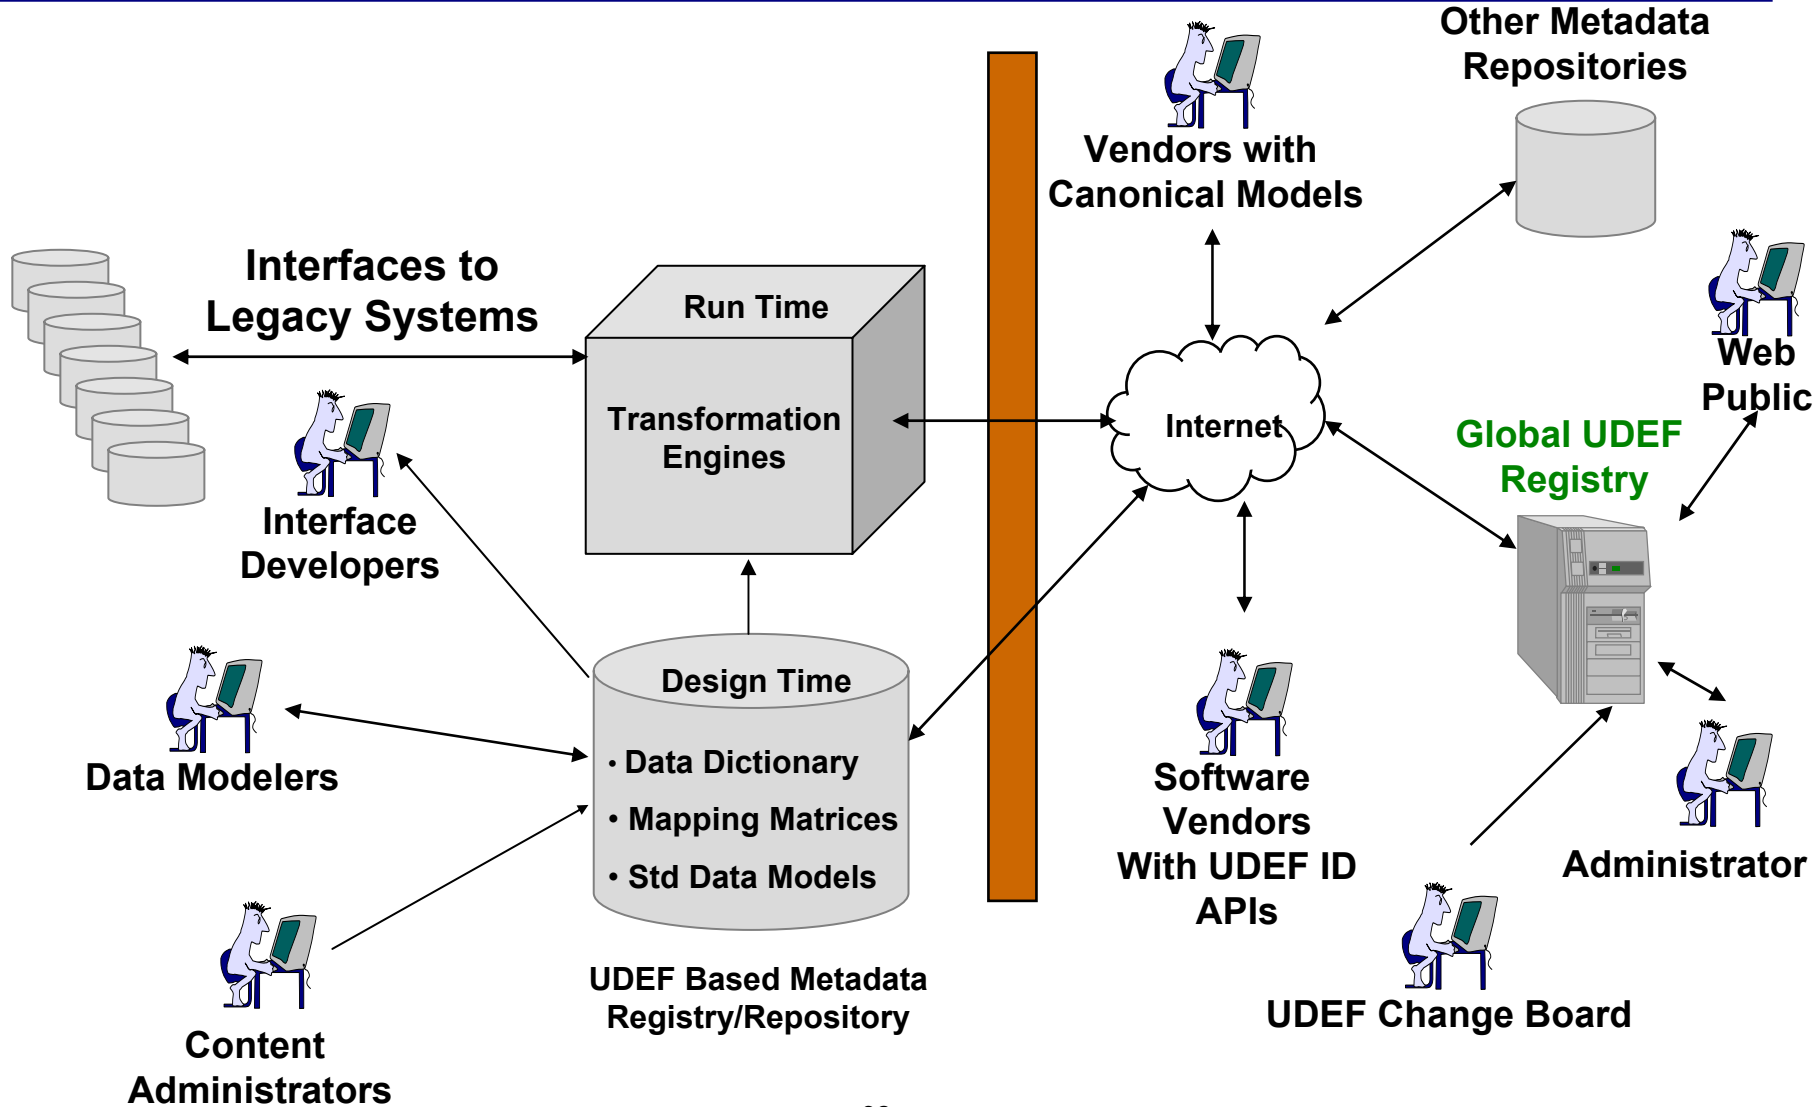 Other Metadata
Repositories
Vendors with
Canonical Models
Interfaces to
Legacy Systems
Run Time
Transformation
Engines
Internet
Web
Public
Global UDEF
Registry
Interface
Developers
Design Time
• Data Dictionary
• Mapping Matrices
• Std Data Models
Data Modelers
Software
Vendors
With UDEF ID
APIs
Administrator
UDEF Based Metadata
Registry/Repository
UDEF Change Board
Content
Administrators